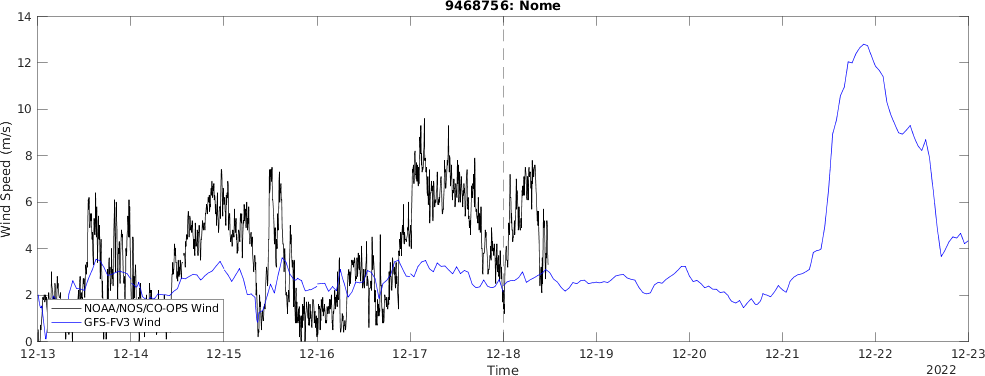 9468756: Nome
14
12
10
8
6
4
2
0
Wind Speed (m/s)
NOAA/NOS/CO-OPS Wind
GFS-FV3 Wind
12-13 12-14 12-15 12-16 12-17 12-18 12-19 12-20 12-21 12-22 12-23
Time
2022